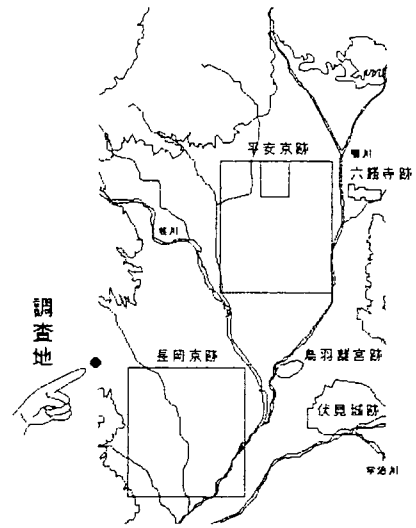 平安京跡
鴨川
六勝寺跡
桂川
調査地
長岡京跡
鳥羽離宮跡
伏見城跡
宇治川